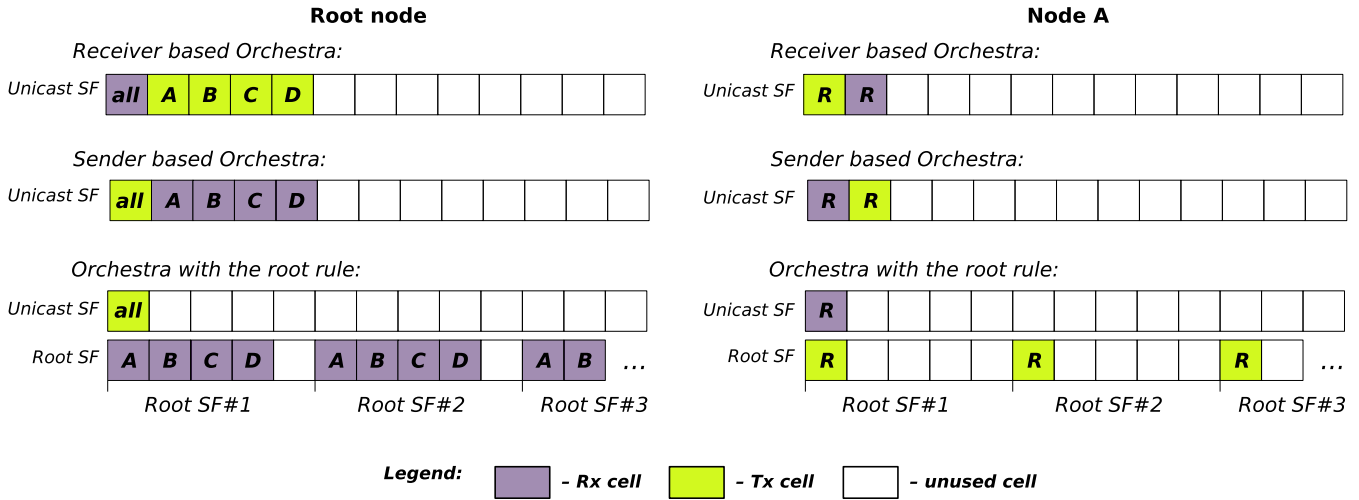 Root node
Receiver based Orchestra:
Unicast SF
all A B C D
Sender based Orchestra:
Unicast SF
all A B C D
Orchestra with the root rule:
Unicast SF
all
Root SF
A B C D A B C D A B ...
Root SF#1 Root SF#2 Root SF#3
Node A
Receiver based Orchestra:
Unicast SF
R R
Sender based Orchestra:
Unicast SF
R R
Orchestra with the root rule:
Unicast SF
R
Root SF
R R R ...
Root SF#1 Root SF#2 Root SF#3
Legend: – Rx cell – Tx cell – unused cell